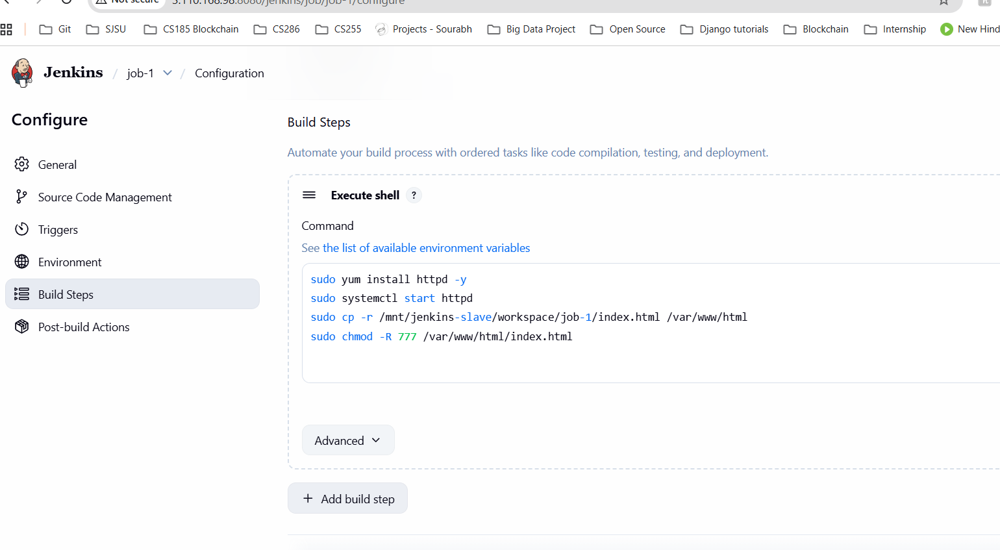 Not secure 3.110.168.98:8080/jenkins/job/job-1/configure
Git SJSU CS185 Blockchain CS286 CS255 Projects - Sourabh Big Data Project Open Source Django tutorials Blockchain Internship New Hind
Jenkins / job-1 / Configuration
Configure
General
Source Code Management
Triggers
Environment
Build Steps
Post-build Actions
Build Steps
Automate your build process with ordered tasks like code compilation, testing, and deployment.
Execute shell ?
Command
See the list of available environment variables
sudo yum install httpd -y
sudo systemctl start httpd
sudo cp -r /mnt/jenkins-slave/workspace/job-1/index.html /var/www/html
sudo chmod -R 777 /var/www/html/index.html
Advanced
+ Add build step